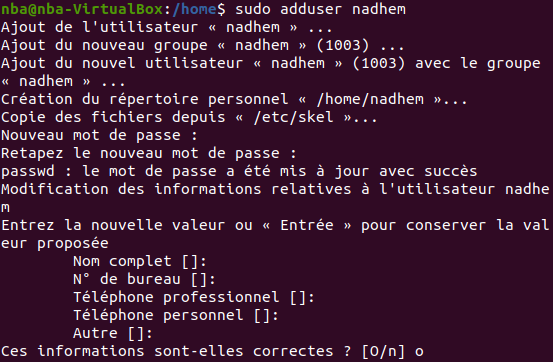 nba@nba-VirtualBox:/home$ sudo adduser nadhem
Ajout de l'utilisateur « nadhem » ...
Ajout du nouveau groupe « nadhem » (1003) ...
Ajout du nouvel utilisateur « nadhem » (1003) avec le groupe
« nadhem » ...
Création du répertoire personnel « /home/nadhem »...
Copie des fichiers depuis « /etc/skel »...
Nouveau mot de passe :
Retapez le nouveau mot de passe :
passwd : le mot de passe a été mis à jour avec succès
Modification des informations relatives à l'utilisateur nadhe
m
Entrez la nouvelle valeur ou « Entrée » pour conserver la val
eur proposée
Nom complet []:
N° de bureau []:
Téléphone professionnel []:
Téléphone personnel []:
Autre []:
Ces informations sont-elles correctes ? [O/n] o